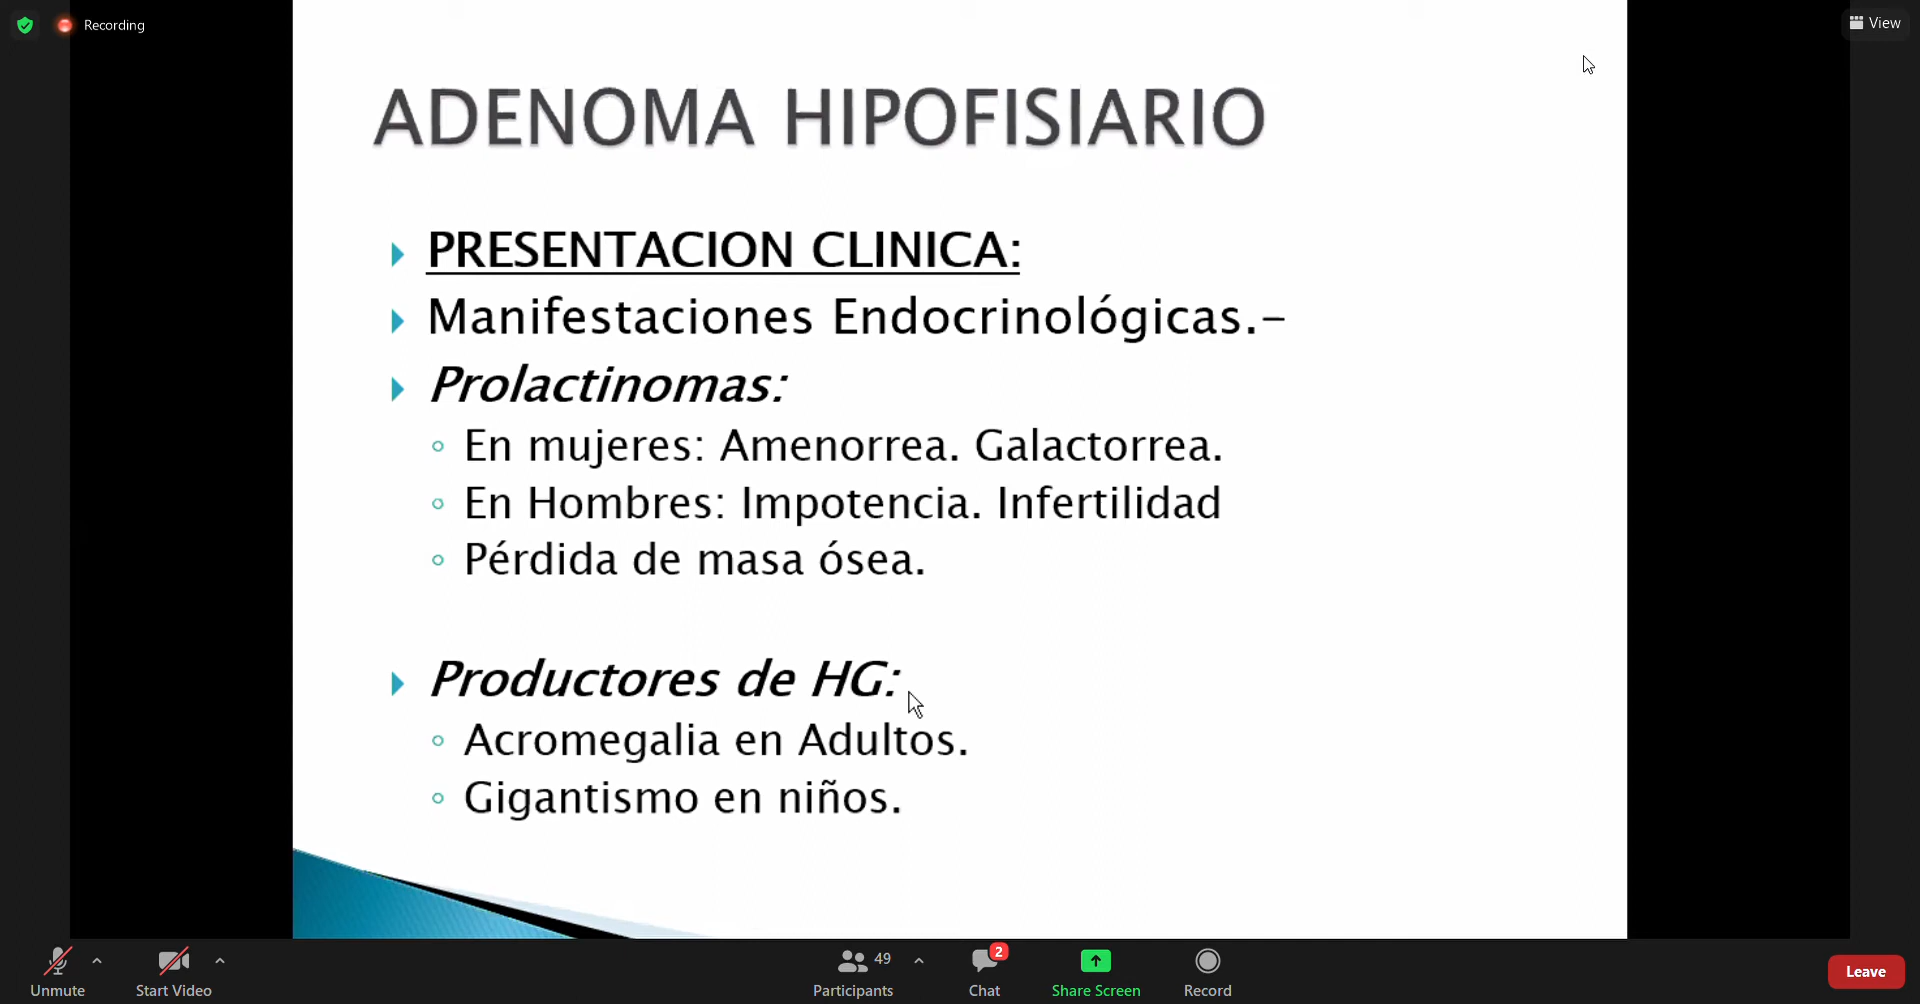 Recording
View
ADENOMA HIPOFISIARIO
PRESENTACION CLINICA:
Manifestaciones Endocrinológicas.-
Prolactinomas:
En mujeres: Amenorrea. Galactorrea.
En Hombres: Impotencia. Infertilidad
Pérdida de masa ósea.
Productores de HG:
Acromegalia en Adultos.
Gigantismo en niños.
Unmute
Start Video
49
Participants
2
Chat
Share Screen
Record
Leave